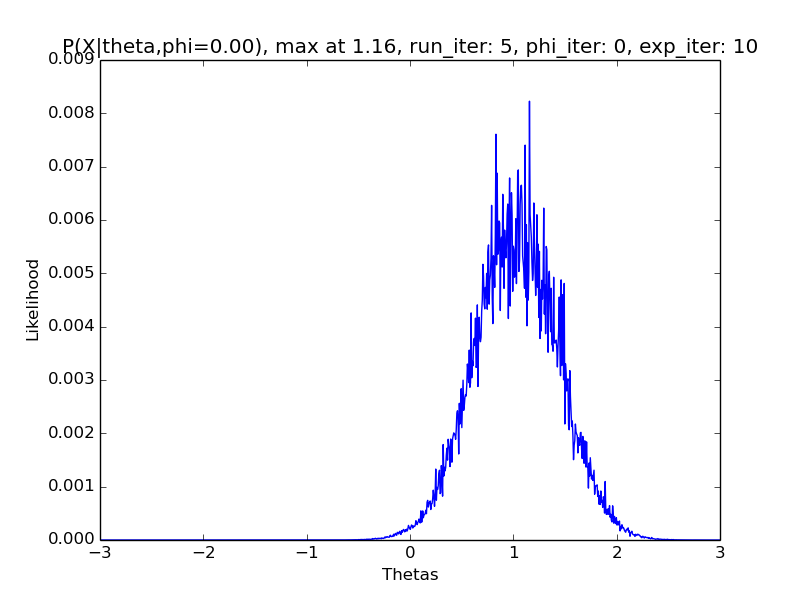 P(X|theta,phi=0.00), max at 1.16, run_iter: 5, phi_iter: 0, exp_iter: 10
0.009
0.008
0.007
0.006
0.005
0.004
0.003
0.002
0.001
0.000
Likelihood
−3 −2 −1 0 1 2 3
Thetas